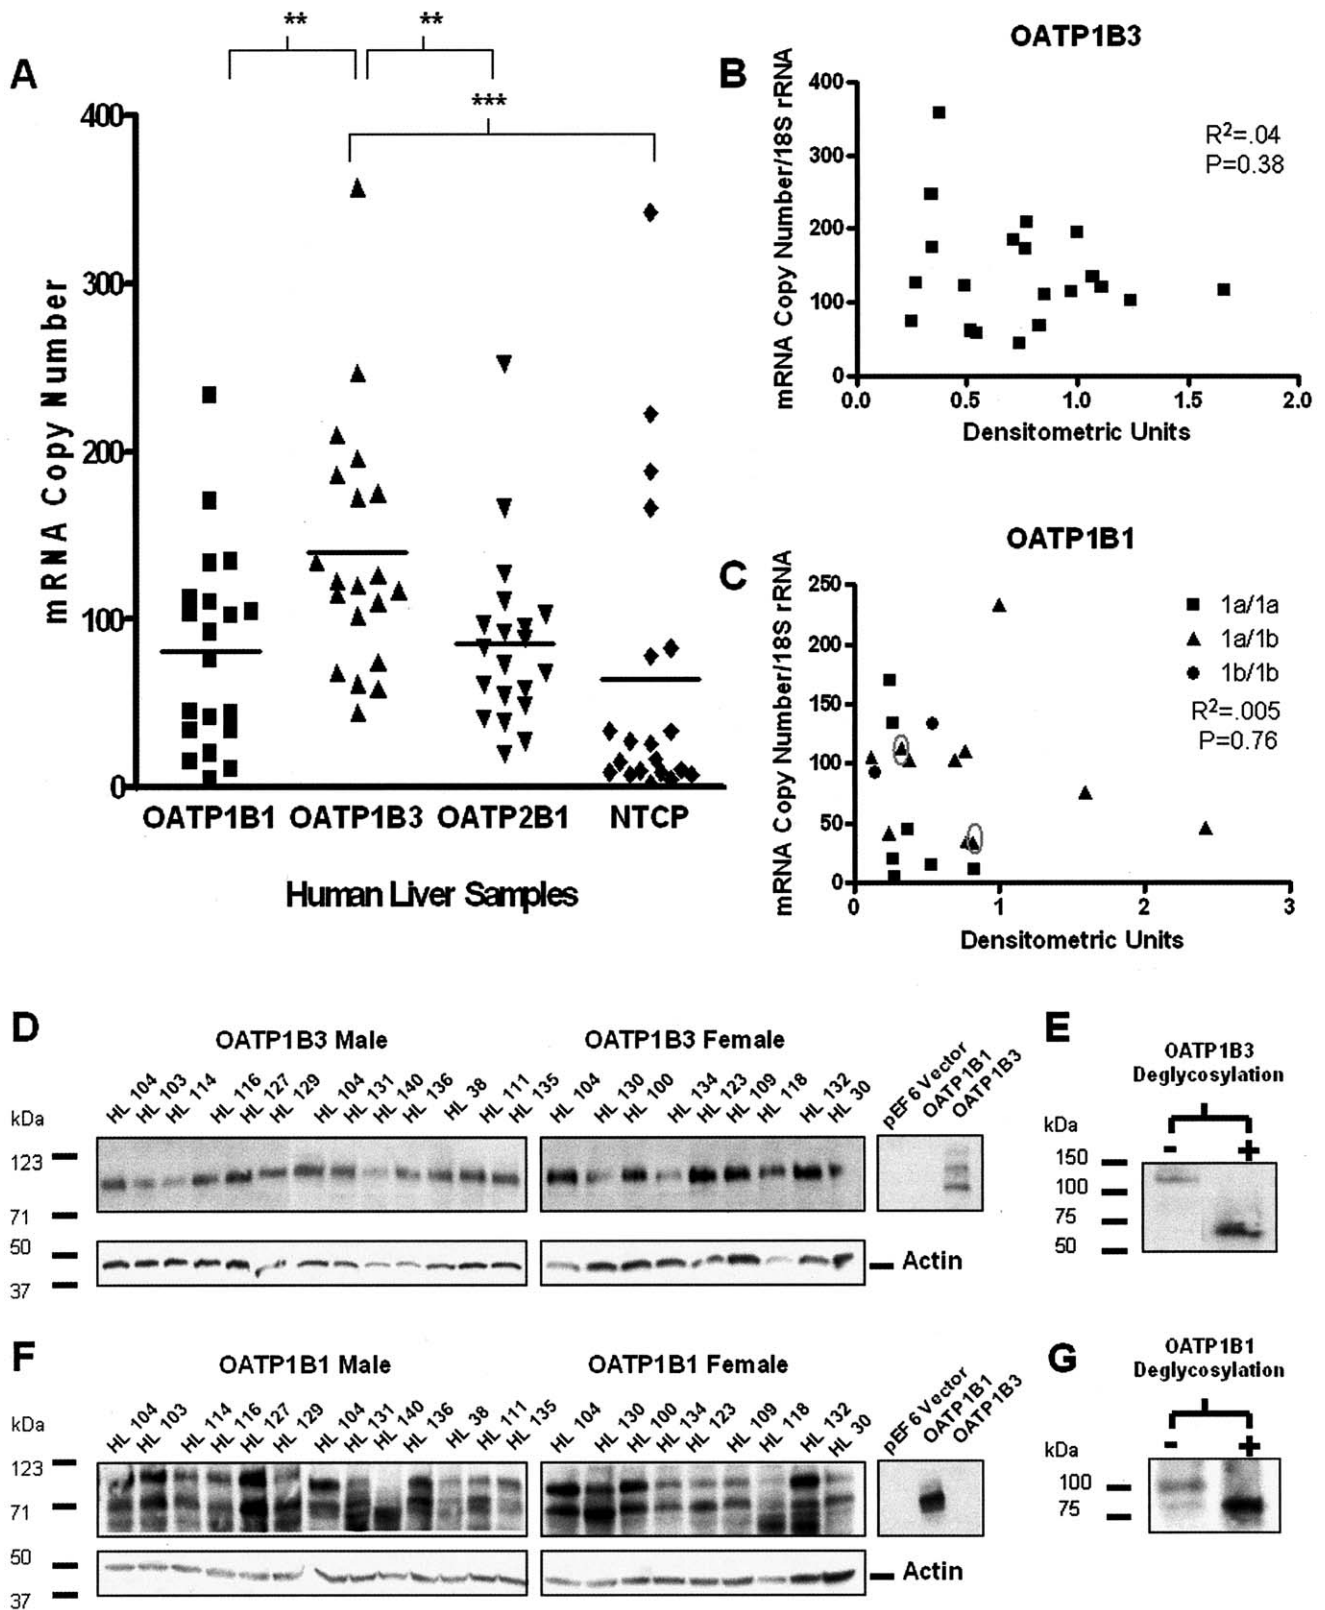 A
**
**
***
400
300
200
100
0
mRNA Copy Number
OATP1B1 OATP1B3 OATP2B1 NTCP
Human Liver Samples
B
OATP1B3
mRNA Copy Number/18S rRNA
400
300
200
100
0
R²=.04
P=0.38
0.0 0.5 1.0 1.5 2.0
Densitometric Units
C
OATP1B1
mRNA Copy Number/18S rRNA
250
200
150
100
50
0
1a/1a
1a/1b
1b/1b
R²=.005
P=0.76
0 1 2 3
Densitometric Units
D
OATP1B3 Male
OATP1B3 Female
HL 104 HL 103 HL 114 HL 116 HL 127 HL 129 HL 104 HL 131 HL 140 HL 136 HL 38 HL 111 HL 135
HL 104 HL 130 HL 100 HL 134 HL 123 HL 109 HL 118 HL 132 HL 30
pEF6 Vector OATP1B1 OATP1B3
kDa
123
71
50
37
Actin
E
OATP1B3
Deglycosylation
kDa
- +
150
100
75
50
F
OATP1B1 Male
OATP1B1 Female
HL 104 HL 103 HL 114 HL 116 HL 127 HL 129 HL 104 HL 131 HL 140 HL 136 HL 38 HL 111 HL 135
HL 104 HL 130 HL 100 HL 134 HL 123 HL 109 HL 118 HL 132 HL 30
pEF6 Vector OATP1B1 OATP1B3
kDa
123
71
50
37
Actin
G
OATP1B1
Deglycosylation
kDa
- +
100
75